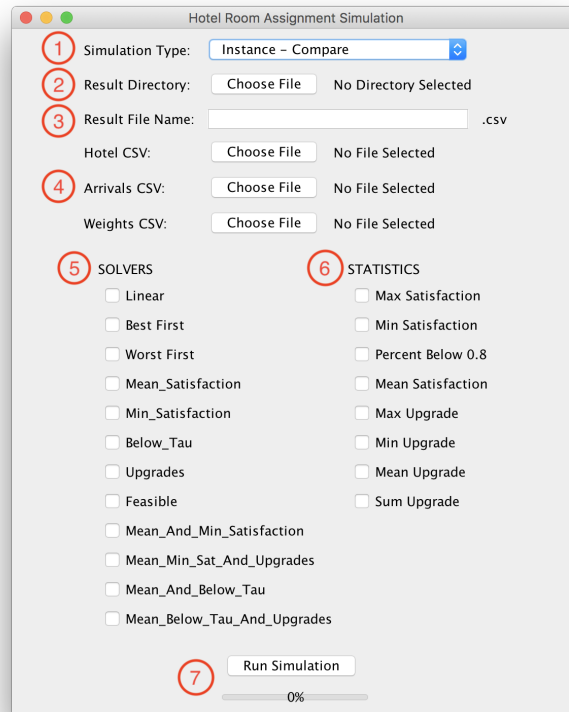 Hotel Room Assignment Simulation
1 Simulation Type: Instance – Compare
2 Result Directory: Choose File No Directory Selected
3 Result File Name: .csv
Hotel CSV: Choose File No File Selected
4 Arrivals CSV: Choose File No File Selected
Weights CSV: Choose File No File Selected
5 SOLVERS
Linear
Best First
Worst First
Mean_Satisfaction
Min_Satisfaction
Below_Tau
Upgrades
Feasible
Mean_And_Min_Satisfaction
Mean_Min_Sat_And_Upgrades
Mean_And_Below_Tau
Mean_Below_Tau_And_Upgrades
6 STATISTICS
Max Satisfaction
Min Satisfaction
Percent Below 0.8
Mean Satisfaction
Max Upgrade
Min Upgrade
Mean Upgrade
Sum Upgrade
7 Run Simulation
0%